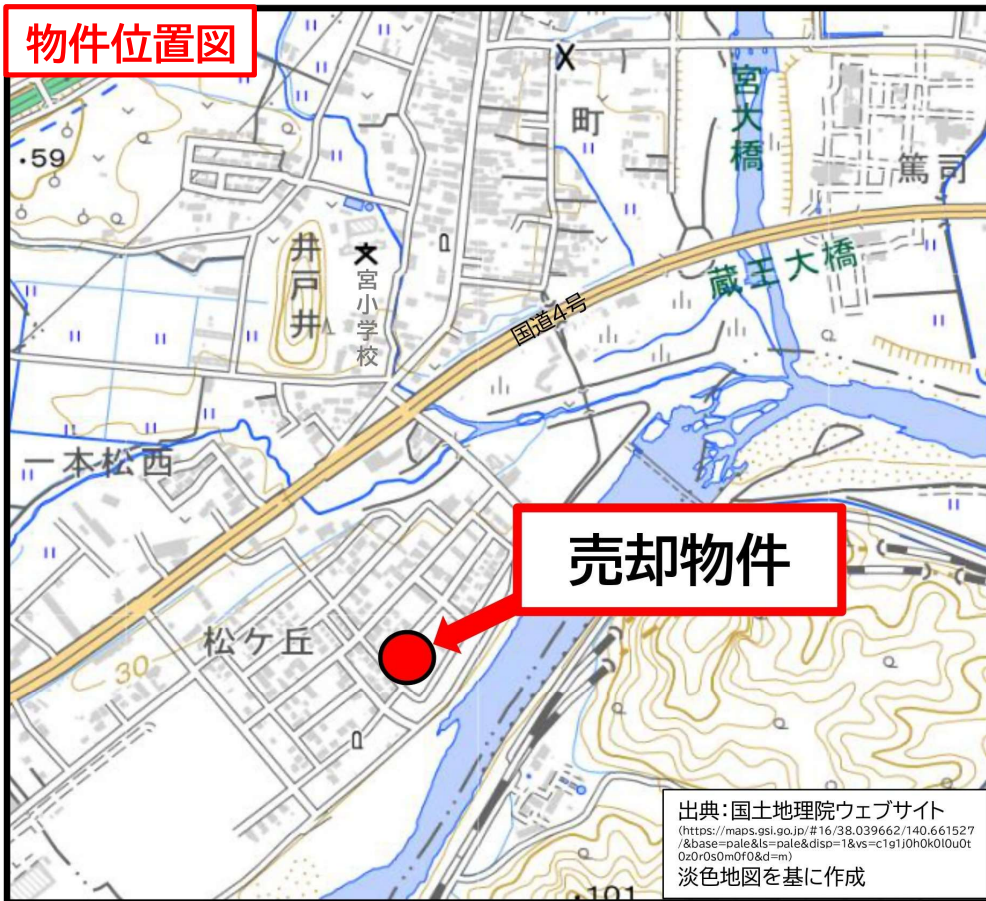 物件位置図
・59
町
宮大橋
篤司
井戸井
宮小学校
蔵王大橋
国道4号
一本松西
売却物件
松ケ丘
30
出典：国土地理院ウェブサイト
(https://maps.gsi.go.jp/#16/38.039662/140.661527
/&base=pale&ls=pale&disp=1&vs=c1g1j0h0k0l0u0t
0z0r0s0m0f0&d=m)
淡色地図を基に作成
・101